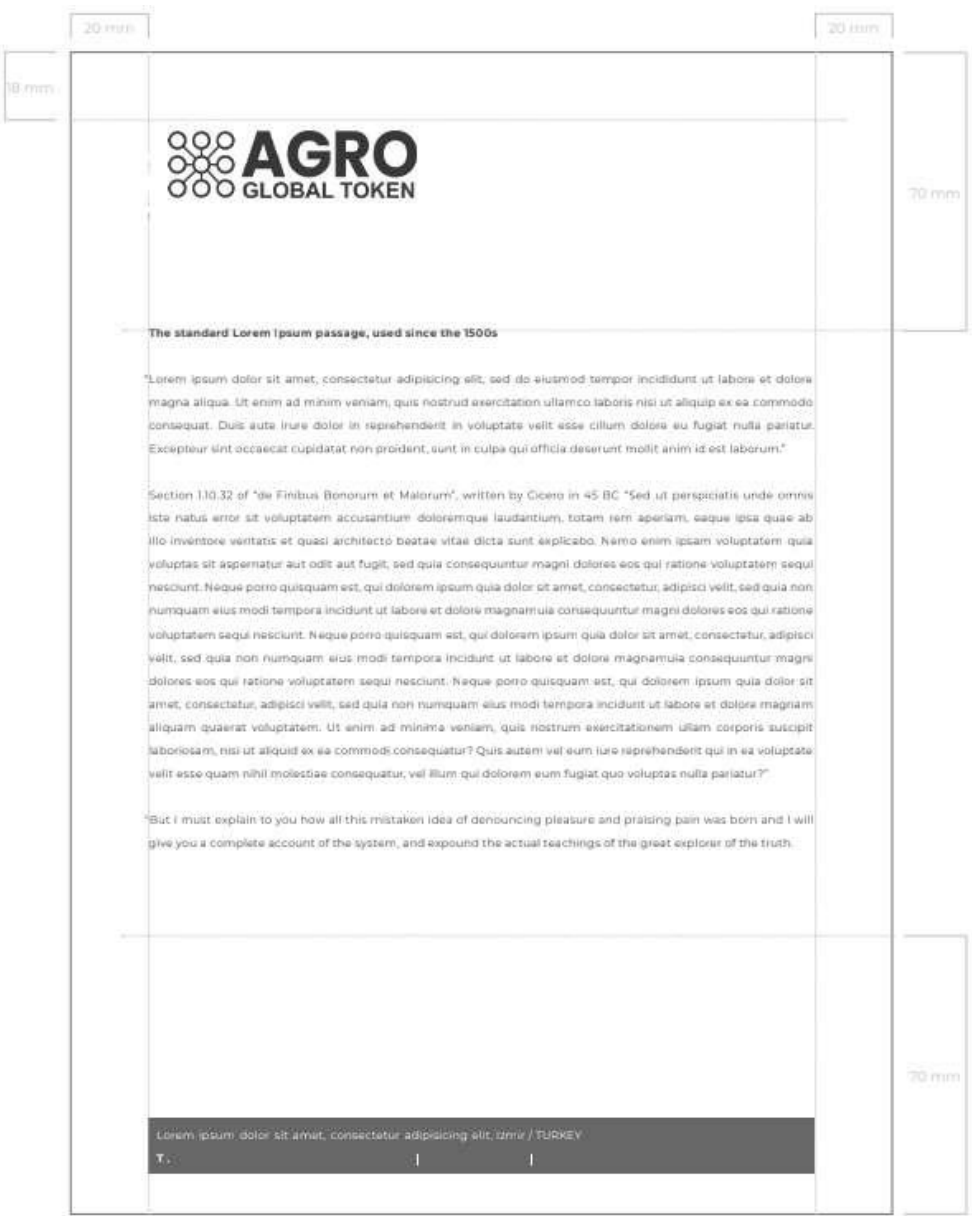 20 mm
20 mm
18 mm
AGRO
GLOBAL TOKEN
70 mm
The standard Lorem Ipsum passage, used since the 1500s
"Lorem ipsum dolor sit amet, consectetur adipisicing elit, sed do eiusmod tempor incididunt ut labore et dolore
magna aliqua. Ut enim ad minim veniam, quis nostrud exercitation ullamco laboris nisi ut aliquip ex ea commodo
consequat. Duis aute irure dolor in reprehenderit in voluptate velit esse cillum dolore eu fugiat nulla pariatur.
Excepteur sint occaecat cupidatat non proident, sunt in culpa qui officia deserunt mollit anim id est laborum."
Section 1.10.32 of "de Finibus Bonorum et Malorum", written by Cicero in 45 BC "Sed ut perspiciatis unde omnis
iste natus error sit voluptatem accusantium doloremque laudantium, totam rem aperiam, eaque ipsa quae ab
illo inventore veritatis et quasi architecto beatae vitae dicta sunt explicabo. Nemo enim ipsam voluptatem quia
voluptas sit aspernatur aut odit aut fugit, sed quia consequuntur magni dolores eos qui ratione voluptatem sequi
nesciunt. Neque porro quisquam est, qui dolorem ipsum quia dolor sit amet, consectetur, adipisci velit, sed quia non
numquam eius modi tempora incidunt ut labore et dolore magnamuia consequuntur magni dolores eos qui ratione
voluptatem sequi nesciunt. Neque porro quisquam est, qui dolorem ipsum quia dolor sit amet, consectetur, adipisci
velit, sed quia non numquam eius modi tempora incidunt ut labore et dolore magnamuia consequuntur magni
dolores eos qui ratione voluptatem sequi nesciunt. Neque porro quisquam est, qui dolorem ipsum quia dolor sit
amet, consectetur, adipisci velit, sed quia non numquam eius modi tempora incidunt ut labore et dolore magnam
aliquam quaerat voluptatem. Ut enim ad minima veniam, quis nostrum exercitationem ullam corporis suscipit
laboriosam, nisi ut aliquid ex ea commodi consequatur? Quis autem vel eum iure reprehenderit qui in ea voluptate
velit esse quam nihil molestiae consequatur, vel illum qui dolorem eum fugiat quo voluptas nulla pariatur?"
"But I must explain to you how all this mistaken idea of denouncing pleasure and praising pain was born and I will
give you a complete account of the system, and expound the actual teachings of the great explorer of the truth.
70 mm
Lorem ipsum dolor sit amet, consectetur adipisicing elit, Izmir / TURKEY
T. | |